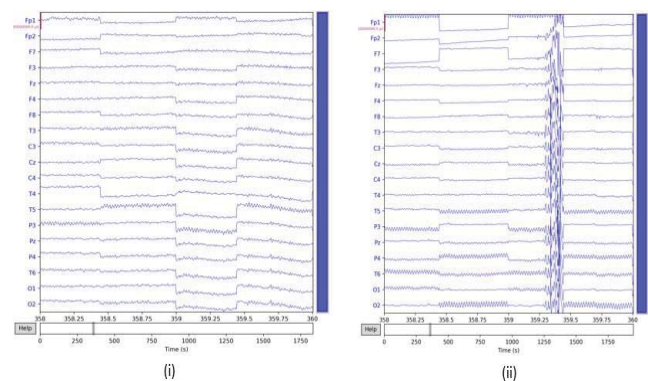 Fp1
Fp2
F7
F3
Fz
F4
F8
T3
C3
Cz
C4
T4
T5
P3
Pz
P4
T6
O1
O2
358 358.25 358.5 358.75 359 359.25 359.5 359.75 360
Help
0 250 500 750 1000 1250 1500 1750
Time (s)
(i)
Fp1
Fp2
F7
F3
Fz
F4
F8
T3
C3
Cz
C4
T4
T5
P3
Pz
P4
T6
O1
O2
358 358.25 358.5 358.75 359 359.25 359.5 359.75 360
Help
0 250 500 750 1000 1250 1500 1750
Time (s)
(ii)